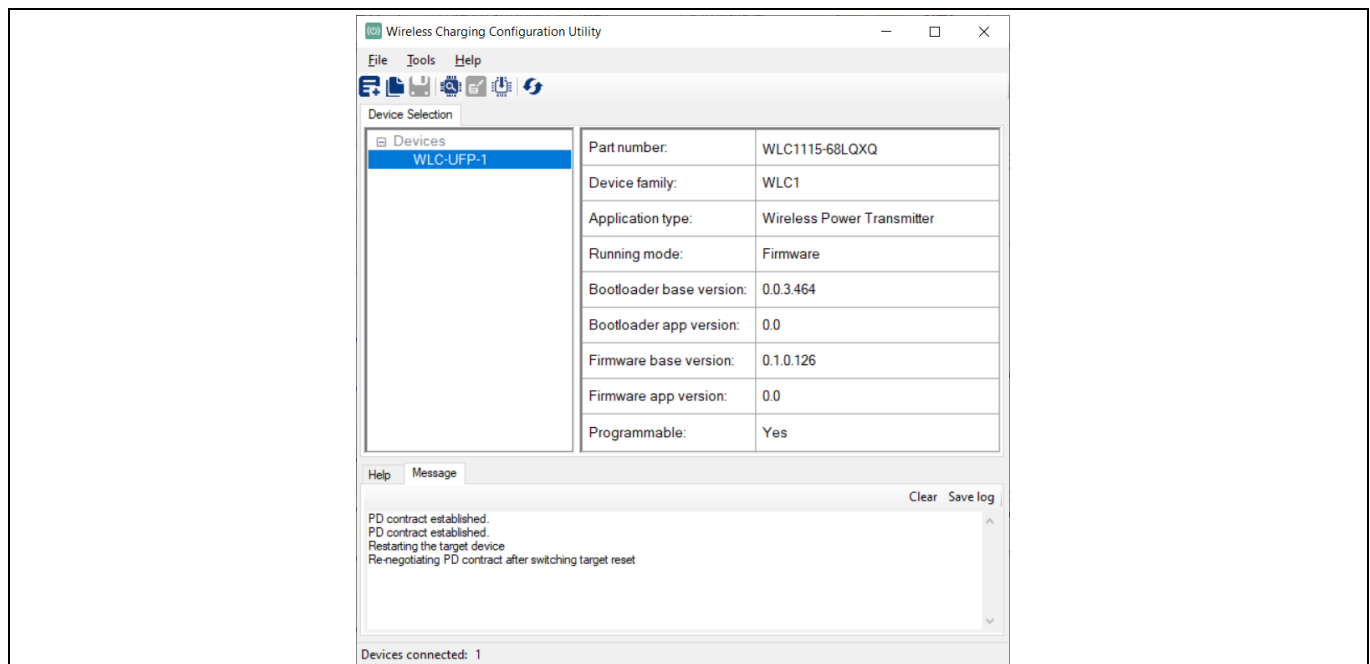 Wireless Charging Configuration Utility
File Tools Help
Device Selection
Devices
WLC-UFP-1
Part number: WLC1115-68LQXQ
Device family: WLC1
Application type: Wireless Power Transmitter
Running mode: Firmware
Bootloader base version: 0.0.3.464
Bootloader app version: 0.0
Firmware base version: 0.1.0.126
Firmware app version: 0.0
Programmable: Yes
Help Message
Clear Save log
PD contract established.
PD contract established.
Restarting the target device
Re-negotiating PD contract after switching target reset
Devices connected: 1